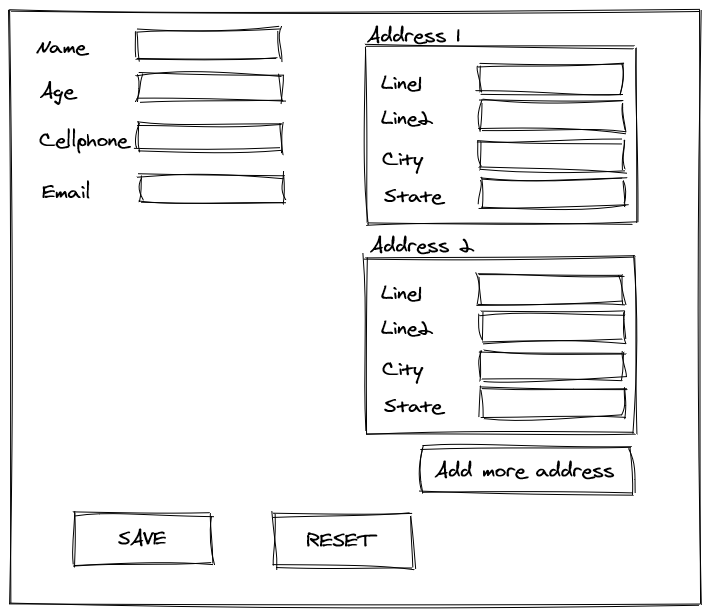 Name
Age
Cellphone
Email
Address 1
Line1
Line2
City
State
Address 2
Line1
Line2
City
State
Add more address
SAVE
RESET